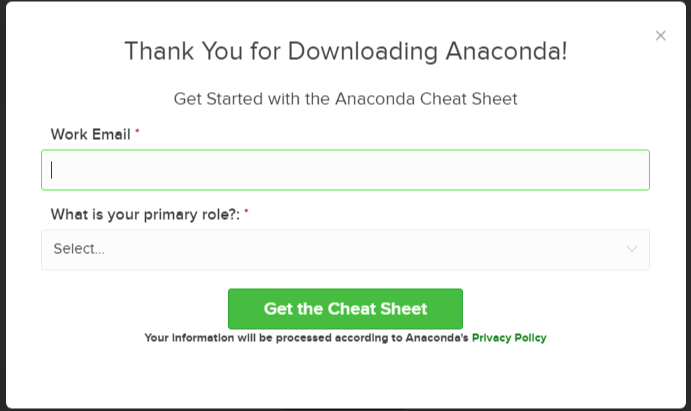 Thank You for Downloading Anaconda!
Get Started with the Anaconda Cheat Sheet
Work Email *
What is your primary role?: *
Select...
Get the Cheat Sheet
Your information will be processed according to Anaconda's Privacy Policy